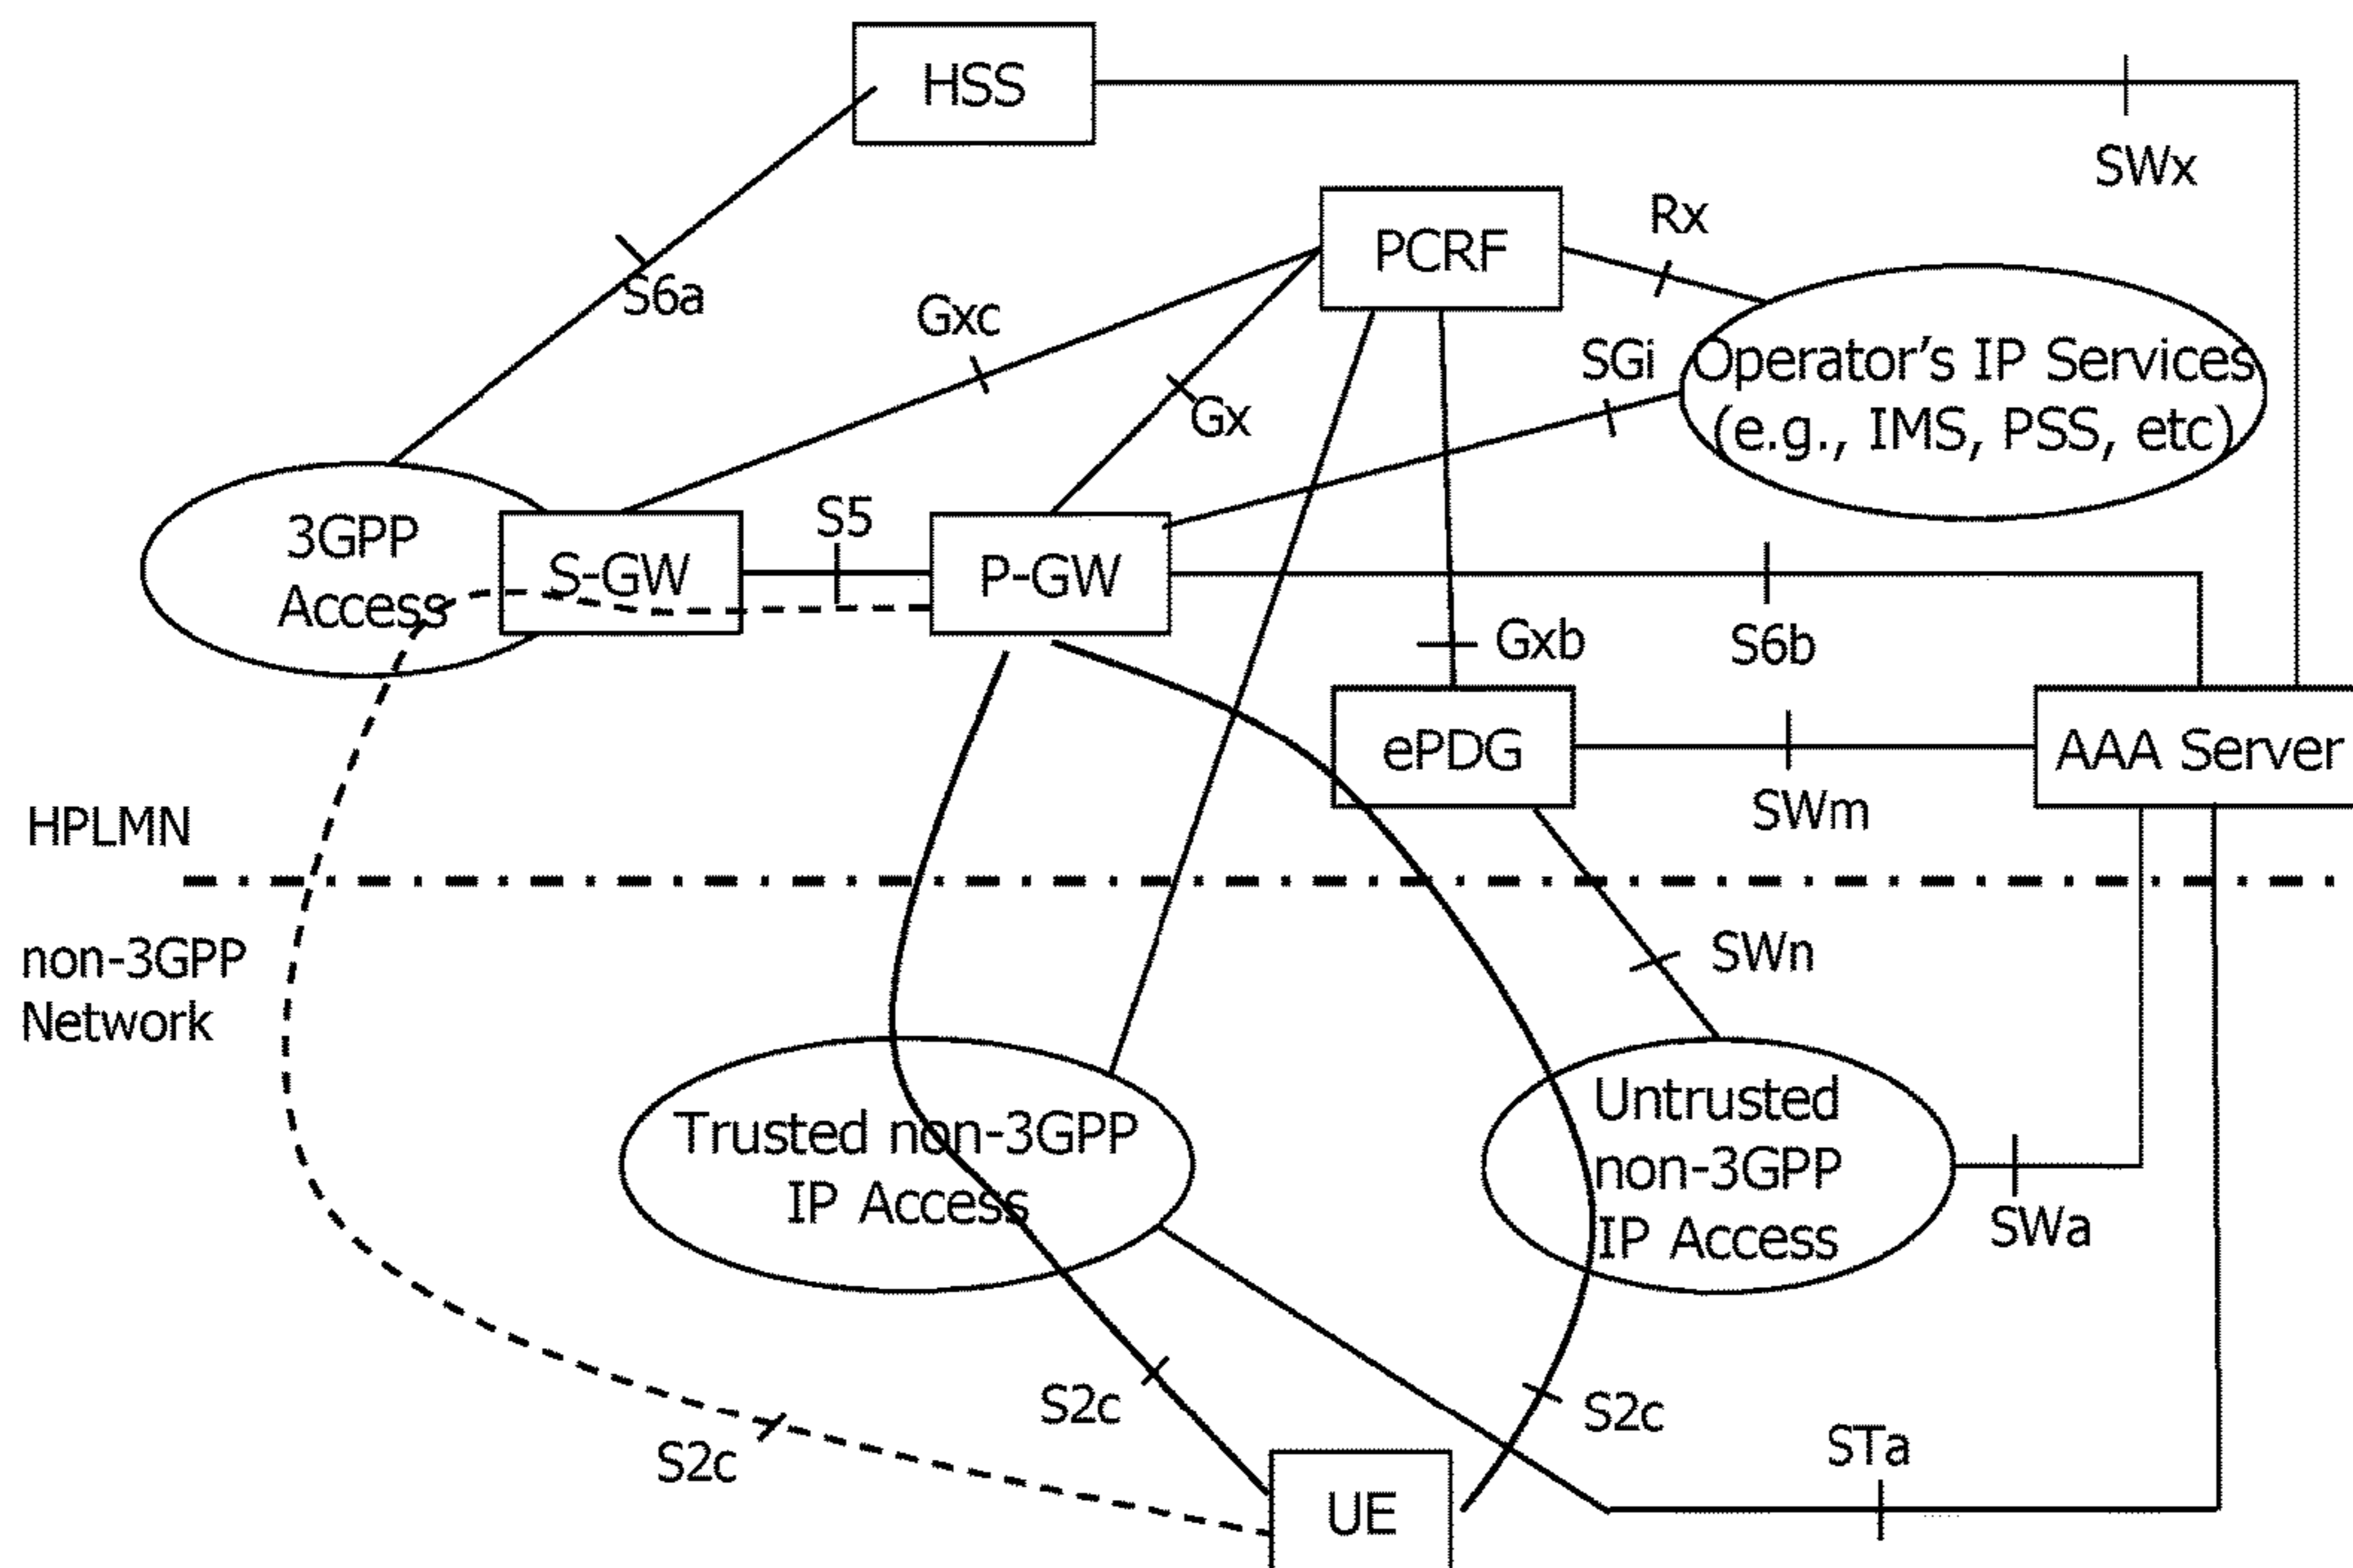 HSS
SWx
Rx
PCRF
S6a
Gxc
SGi
Operator's IP Services
(e.g., IMS, PSS, etc)
Gx
3GPP
Access
S-GW
S5
P-GW
Gxb
S6b
ePDG
AAA Server
SWm
HPLMN
non-3GPP
Network
SWn
Trusted non-3GPP
IP Access
Untrusted
non-3GPP
IP Access
SWa
S2c
S2c
S2c
STa
UE